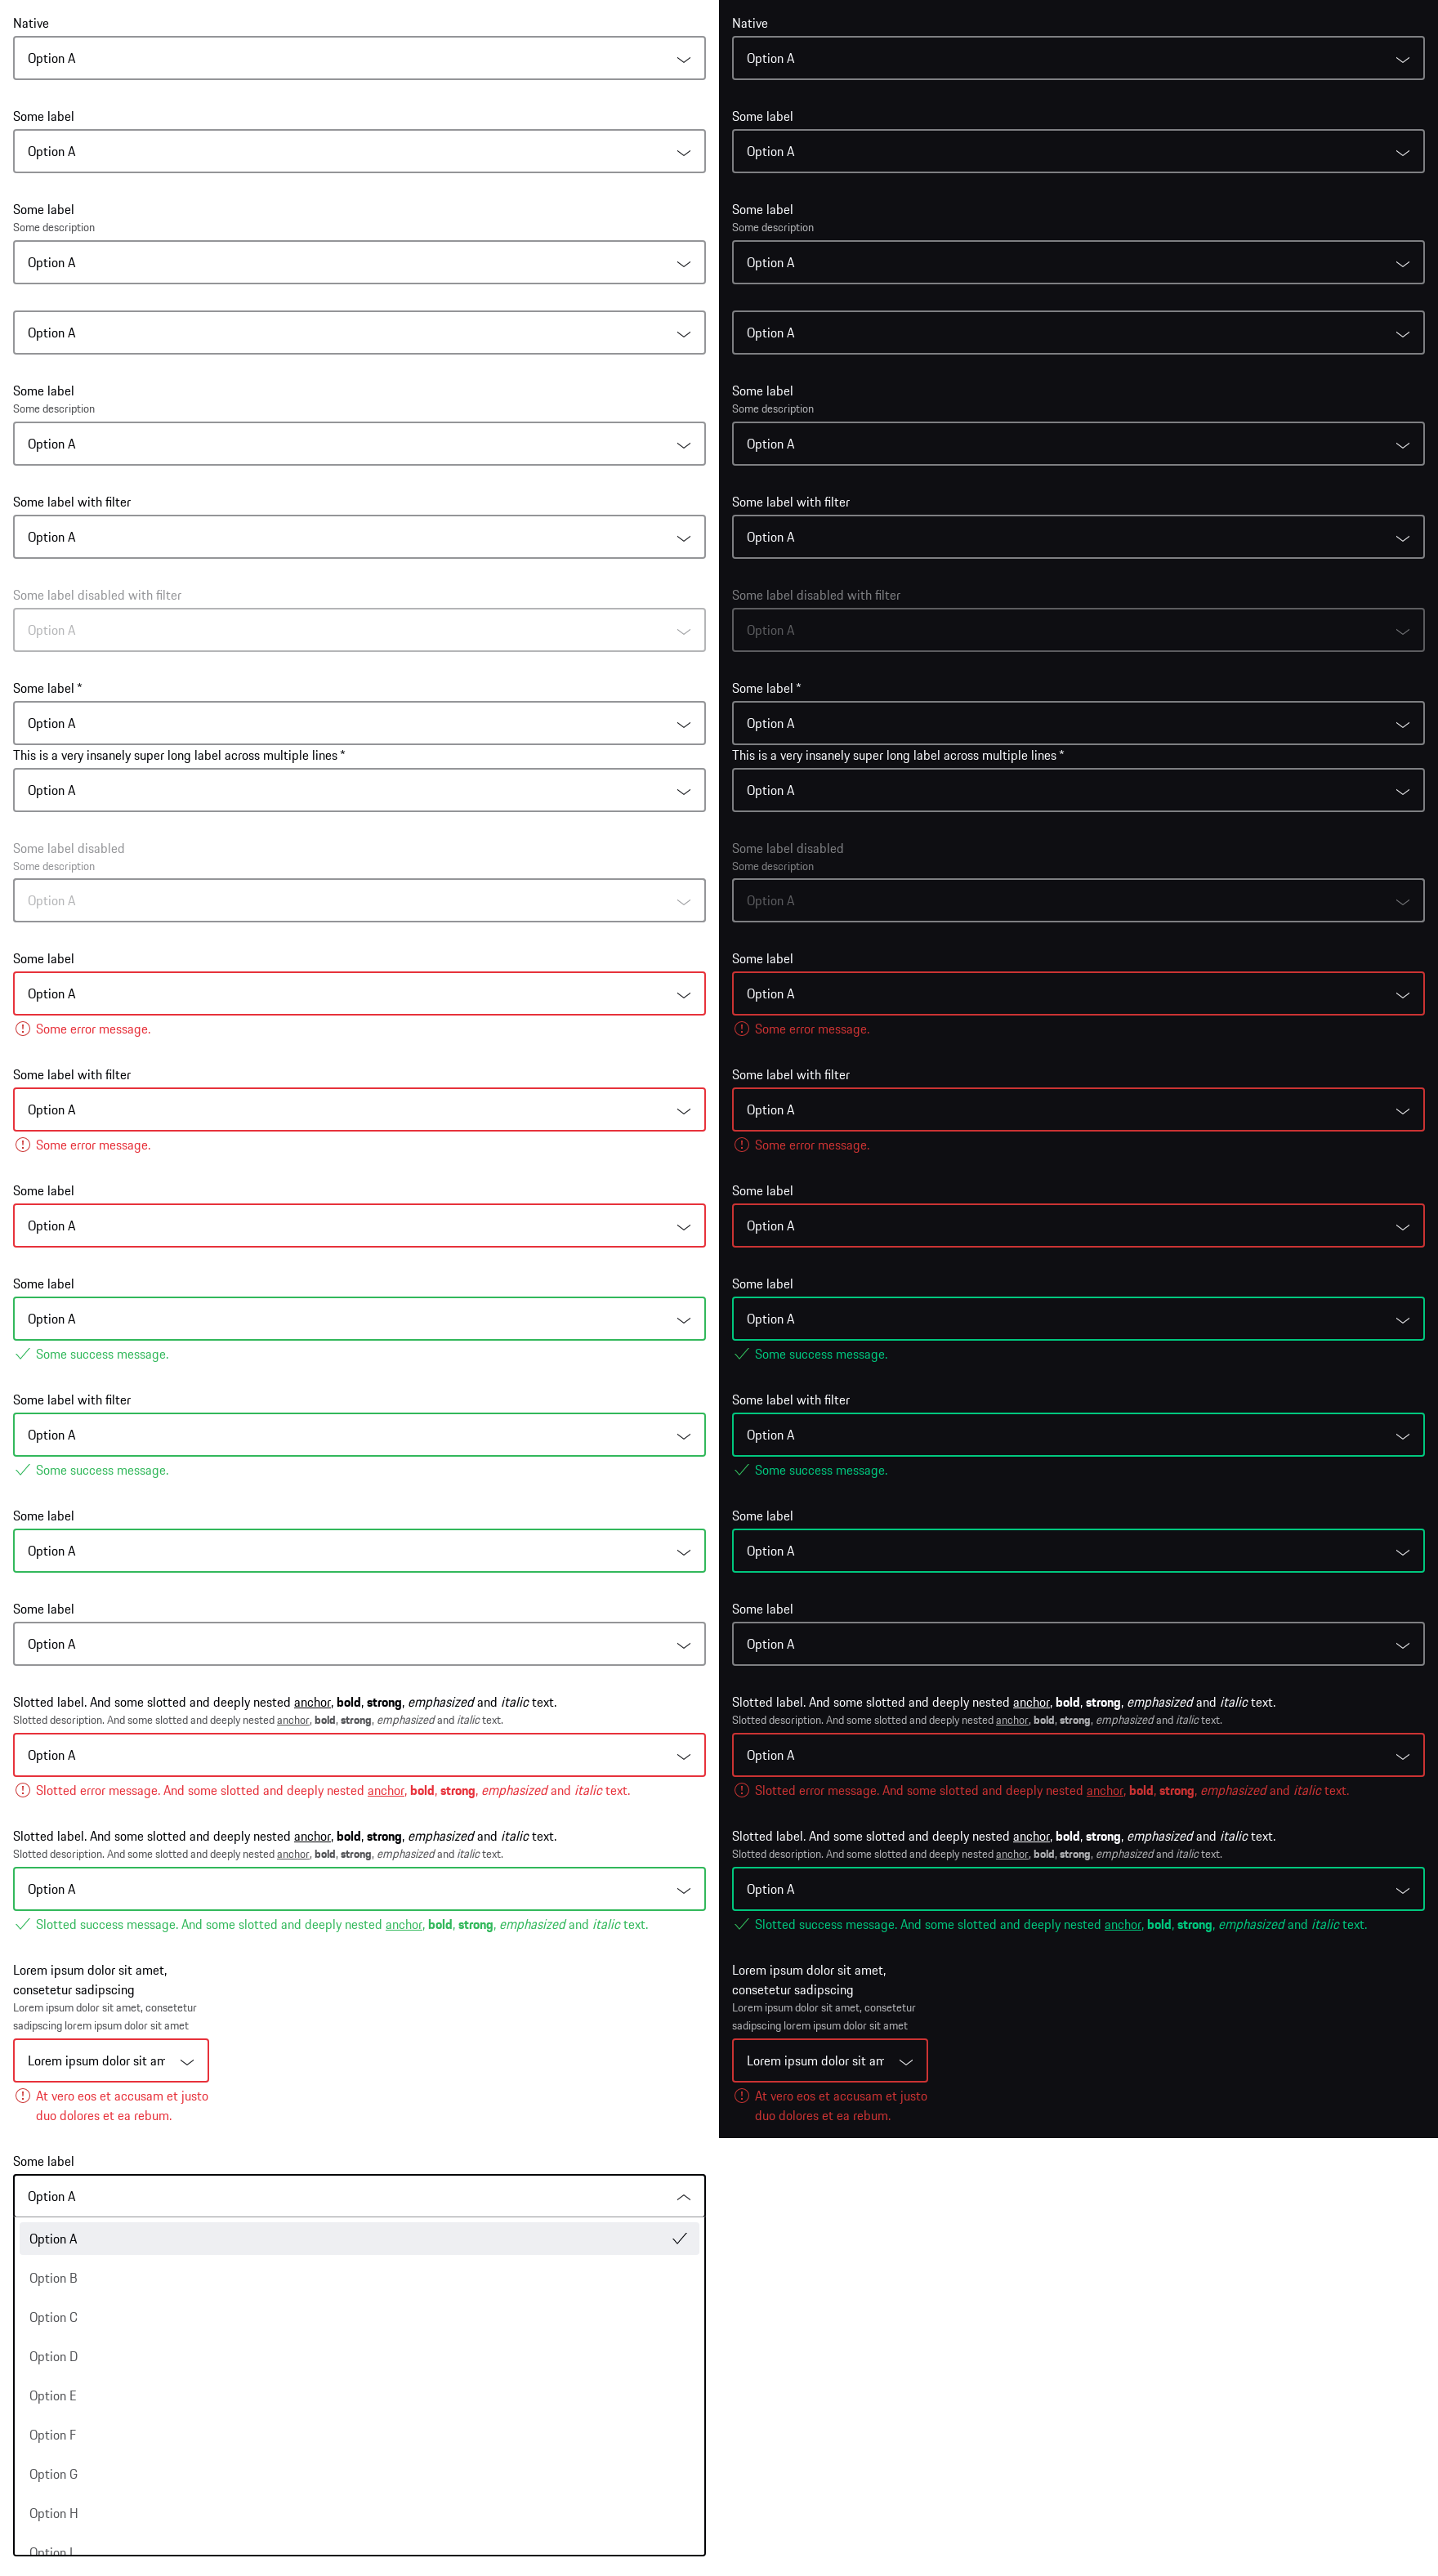 Native
Option A
Some label
Option A
Some label
Some description
Option A
Option A
Some label
Some description
Option A
Some label with filter
Option A
Some label disabled with filter
Option A
Some label *
Option A
This is a very insanely super long label across multiple lines *
Option A
Some label disabled
Some description
Option A
Some label
Option A
Some error message.
Some label with filter
Option A
Some error message.
Some label
Option A
Some label
Option A
Some success message.
Some label with filter
Option A
Some success message.
Some label
Option A
Some label
Option A
Slotted label. And some slotted and deeply nested anchor, bold, strong, emphasized and italic text.
Slotted description. And some slotted and deeply nested anchor, bold, strong, emphasized and italic text.
Option A
Slotted error message. And some slotted and deeply nested anchor, bold, strong, emphasized and italic text.
Slotted label. And some slotted and deeply nested anchor, bold, strong, emphasized and italic text.
Slotted description. And some slotted and deeply nested anchor, bold, strong, emphasized and italic text.
Option A
Slotted success message. And some slotted and deeply nested anchor, bold, strong, emphasized and italic text.
Lorem ipsum dolor sit amet,
consetetur sadipscing
Lorem ipsum dolor sit amet, consetetur
sadipscing lorem ipsum dolor sit amet
Lorem ipsum dolor sit am
At vero eos et accusam et justo
duo dolores et ea rebum.
Some label
Option A
Option A
Option B
Option C
Option D
Option E
Option F
Option G
Option H
Option I
Native
Option A
Some label
Option A
Some label
Some description
Option A
Option A
Some label
Some description
Option A
Some label with filter
Option A
Some label disabled with filter
Option A
Some label *
Option A
This is a very insanely super long label across multiple lines *
Option A
Some label disabled
Some description
Option A
Some label
Option A
Some error message.
Some label with filter
Option A
Some error message.
Some label
Option A
Some label
Option A
Some success message.
Some label with filter
Option A
Some success message.
Some label
Option A
Some label
Option A
Slotted label. And some slotted and deeply nested anchor, bold, strong, emphasized and italic text.
Slotted description. And some slotted and deeply nested anchor, bold, strong, emphasized and italic text.
Option A
Slotted error message. And some slotted and deeply nested anchor, bold, strong, emphasized and italic text.
Slotted label. And some slotted and deeply nested anchor, bold, strong, emphasized and italic text.
Slotted description. And some slotted and deeply nested anchor, bold, strong, emphasized and italic text.
Option A
Slotted success message. And some slotted and deeply nested anchor, bold, strong, emphasized and italic text.
Lorem ipsum dolor sit amet,
consetetur sadipscing
Lorem ipsum dolor sit amet, consetetur
sadipscing lorem ipsum dolor sit amet
Lorem ipsum dolor sit am
At vero eos et accusam et justo
duo dolores et ea rebum.